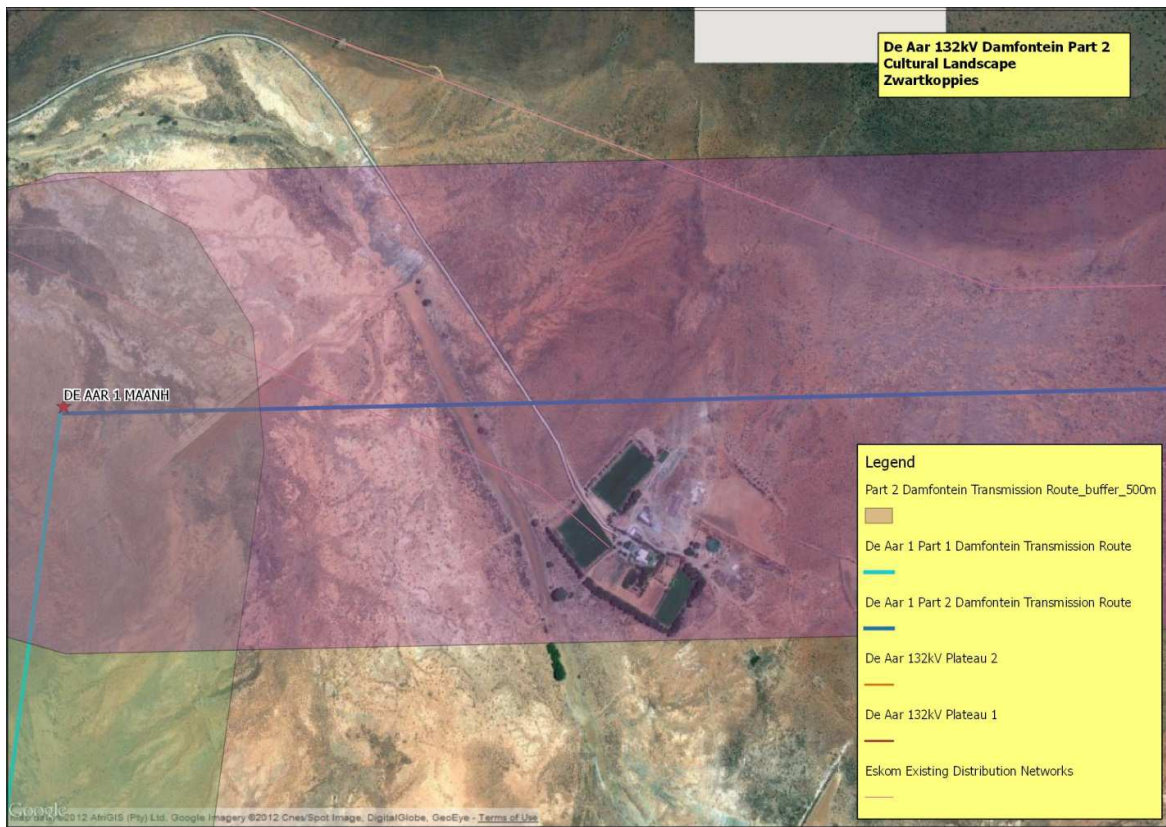 De Aar 132kV Damfontein Part 2
Cultural Landscape
Zwartkoppies
DE AAR 1 MAANH
Legend
Part 2 Damfontein Transmission Route_buffer_500m
De Aar 1 Part 1 Damfontein Transmission Route
De Aar 1 Part 2 Damfontein Transmission Route
De Aar 132kV Plateau 2
De Aar 132kV Plateau 1
Eskom Existing Distribution Networks
Google
Map data ©2012 AfriGIS (Pty) Ltd, Google Imagery ©2012 Cnes/Spot Image, DigitalGlobe, GeoEye - Terms of Use